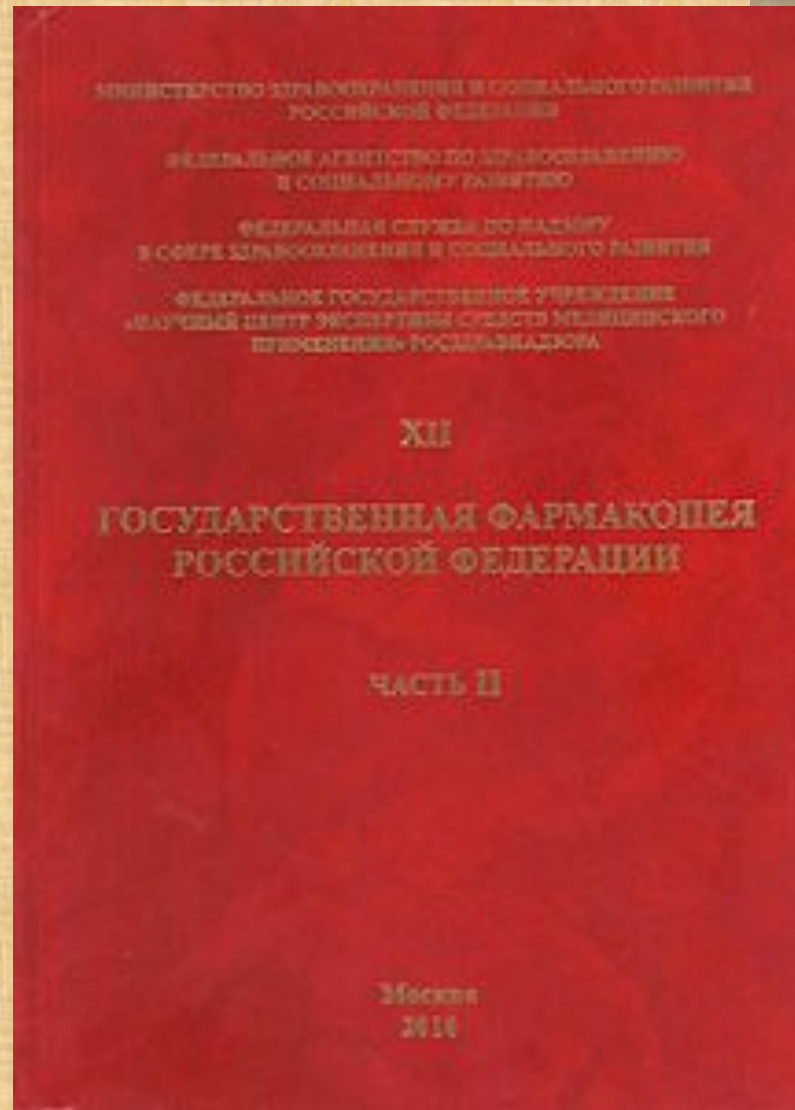 МИНИСТЕРСТВО ЗДРАВООХРАНЕНИЯ И СОЦИАЛЬНОГО РАЗВИТИЯ
РОССИЙСКОЙ ФЕДЕРАЦИИ
ФЕДЕРАЛЬНОЕ АГЕНТСТВО ПО ЗДРАВООХРАНЕНИЮ
И СОЦИАЛЬНОМУ РАЗВИТИЮ
ФЕДЕРАЛЬНАЯ СЛУЖБА ПО НАДЗОРУ
В СФЕРЕ ЗДРАВООХРАНЕНИЯ И СОЦИАЛЬНОГО РАЗВИТИЯ
ФЕДЕРАЛЬНОЕ ГОСУДАРСТВЕННОЕ УЧРЕЖДЕНИЕ
«НАУЧНЫЙ ЦЕНТР ЭКСПЕРТИЗЫ СРЕДСТВ МЕДИЦИНСКОГО
ПРИМЕНЕНИЯ» РОСЗДРАВНАДЗОРА
XII
ГОСУДАРСТВЕННАЯ ФАРМАКОПЕЯ
РОССИЙСКОЙ ФЕДЕРАЦИИ
ЧАСТЬ II
Москва
2010